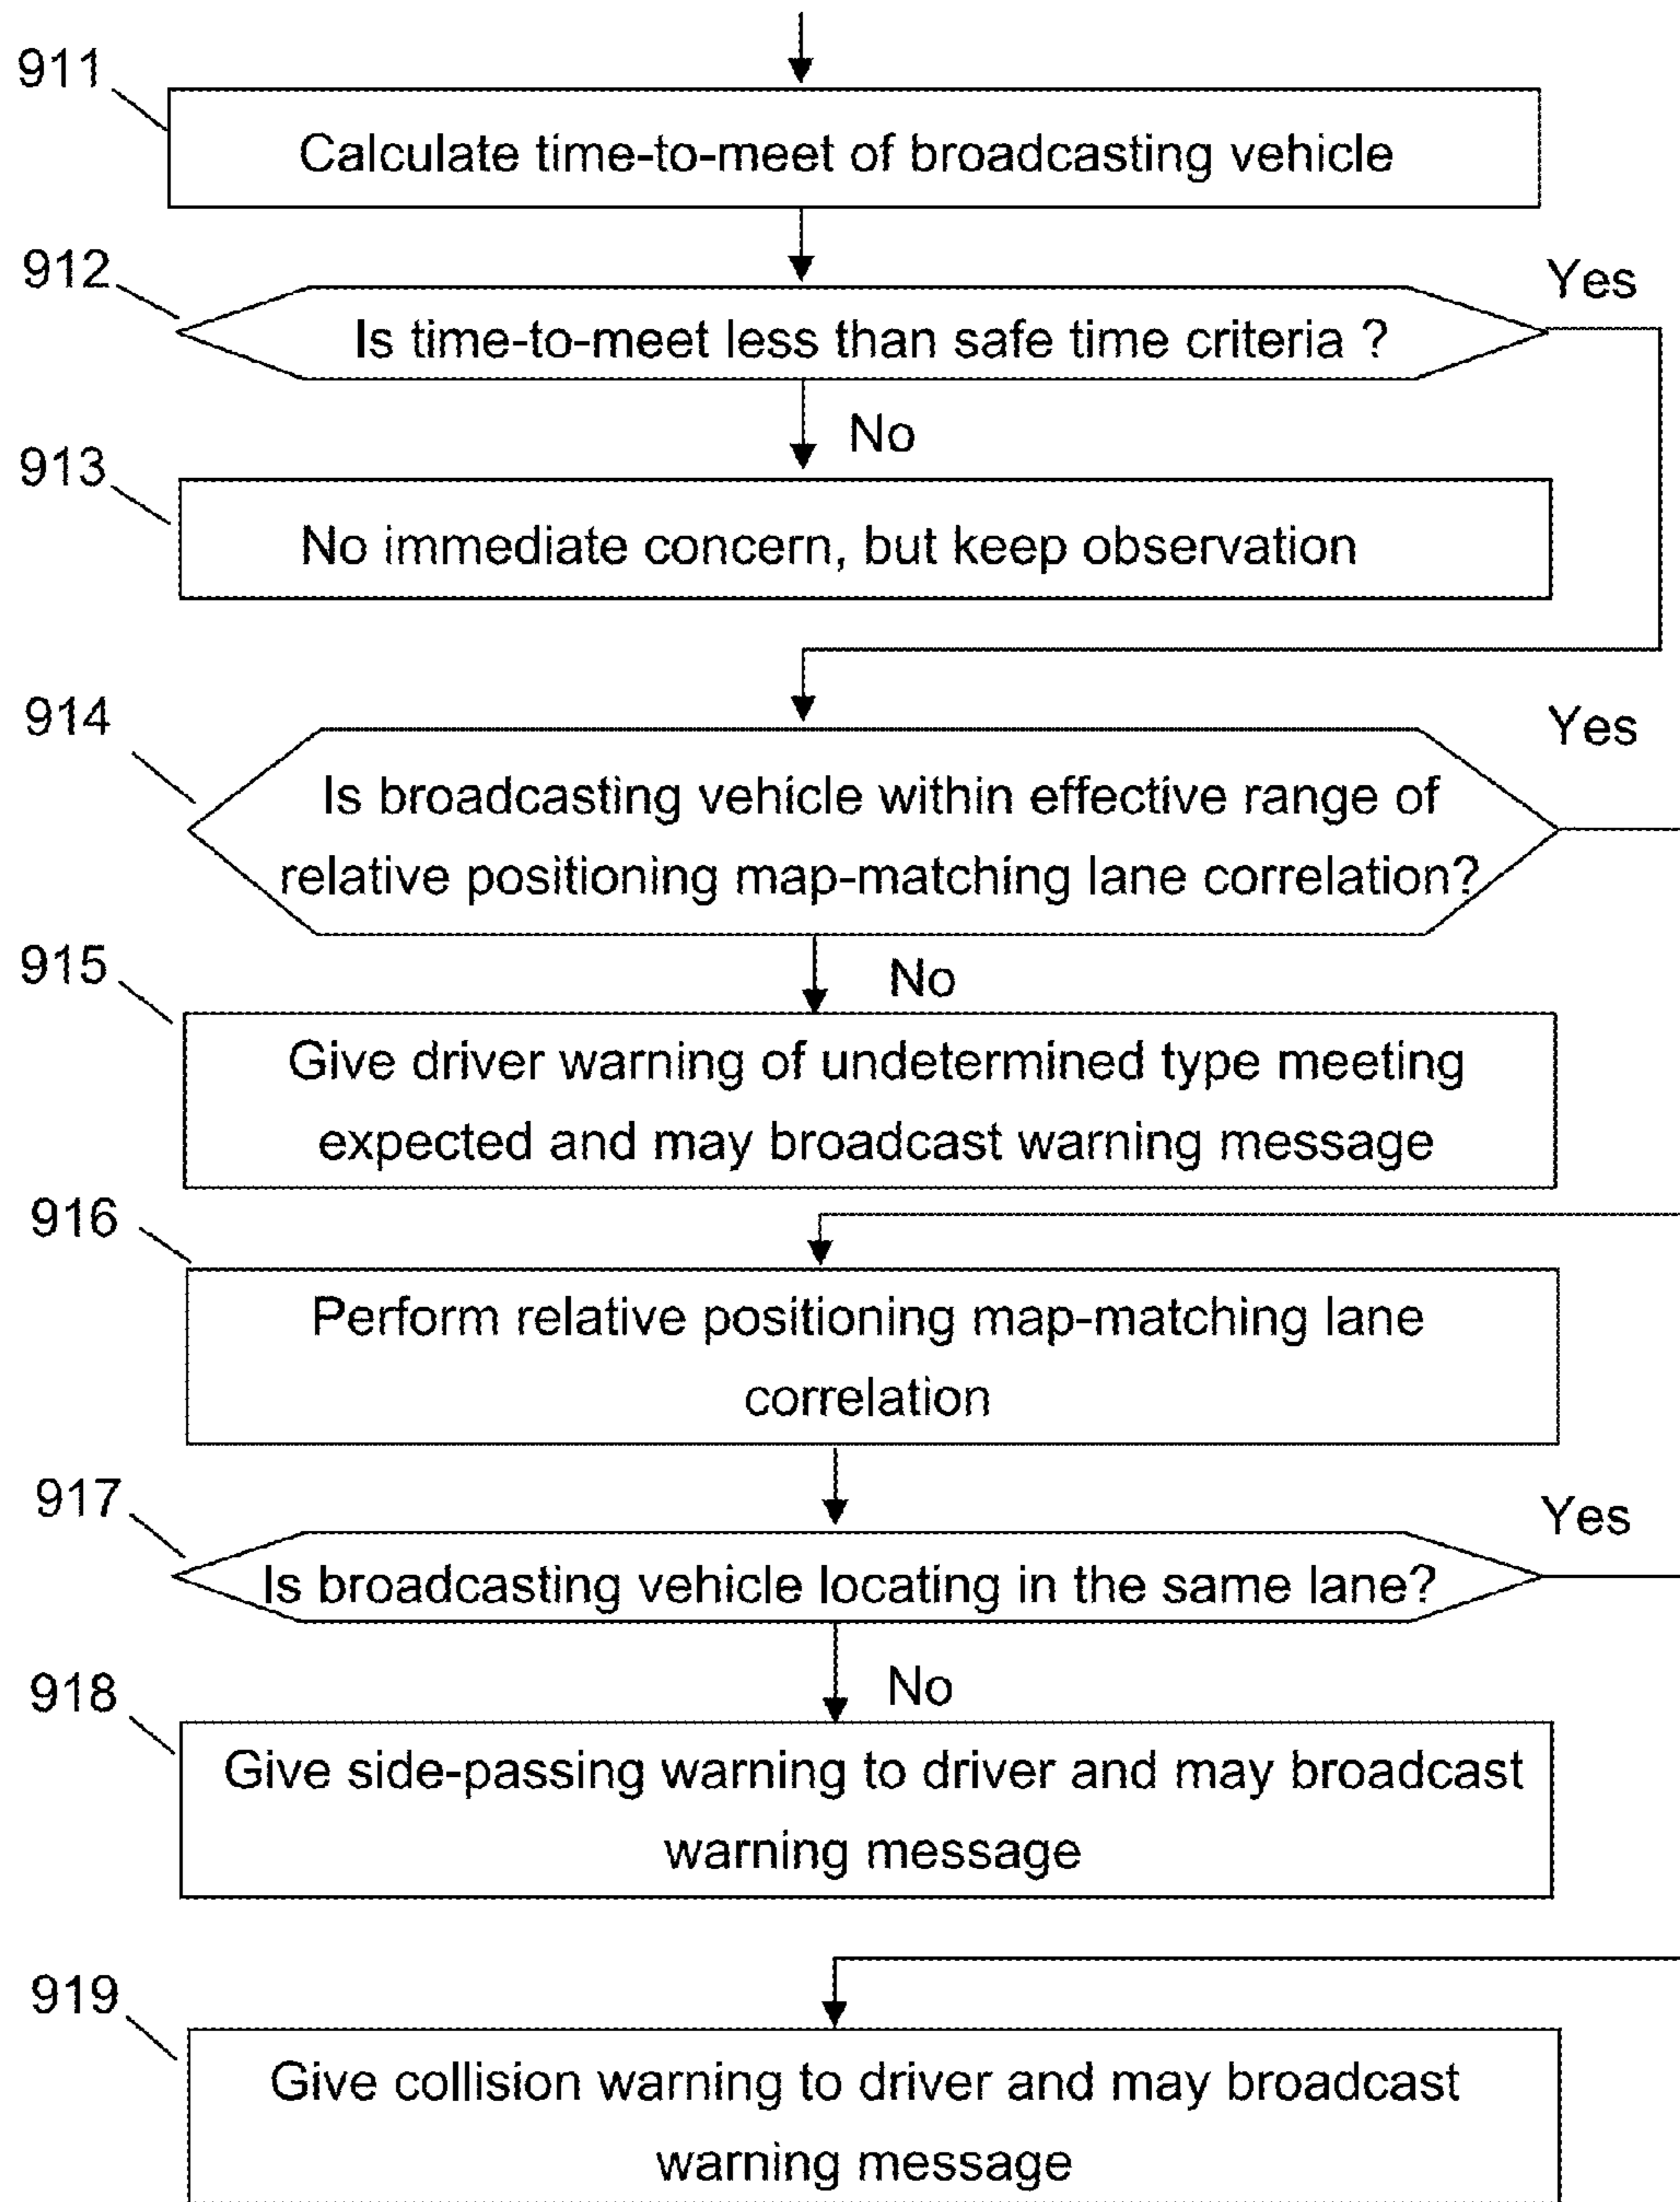 911
Calculate time-to-meet of broadcasting vehicle
912
Yes
Is time-to-meet less than safe time criteria ?
No
913
No immediate concern, but keep observation
914
Yes
Is broadcasting vehicle within effective range of
relative positioning map-matching lane correlation?
915
No
Give driver warning of undetermined type meeting
expected and may broadcast warning message
916
Perform relative positioning map-matching lane
correlation
917
Yes
Is broadcasting vehicle locating in the same lane?
No
918
Give side-passing warning to driver and may broadcast
warning message
919
Give collision warning to driver and may broadcast
warning message